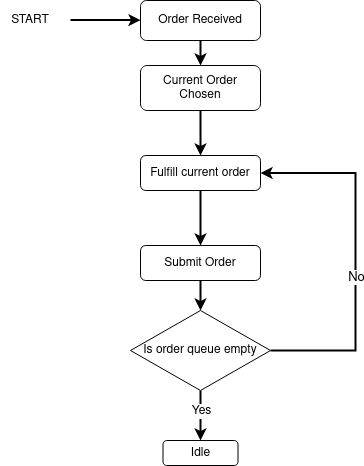 START
Order Received
Current Order
Chosen
Fulfill current order
Submit Order
No
Is order queue empty
Yes
Idle